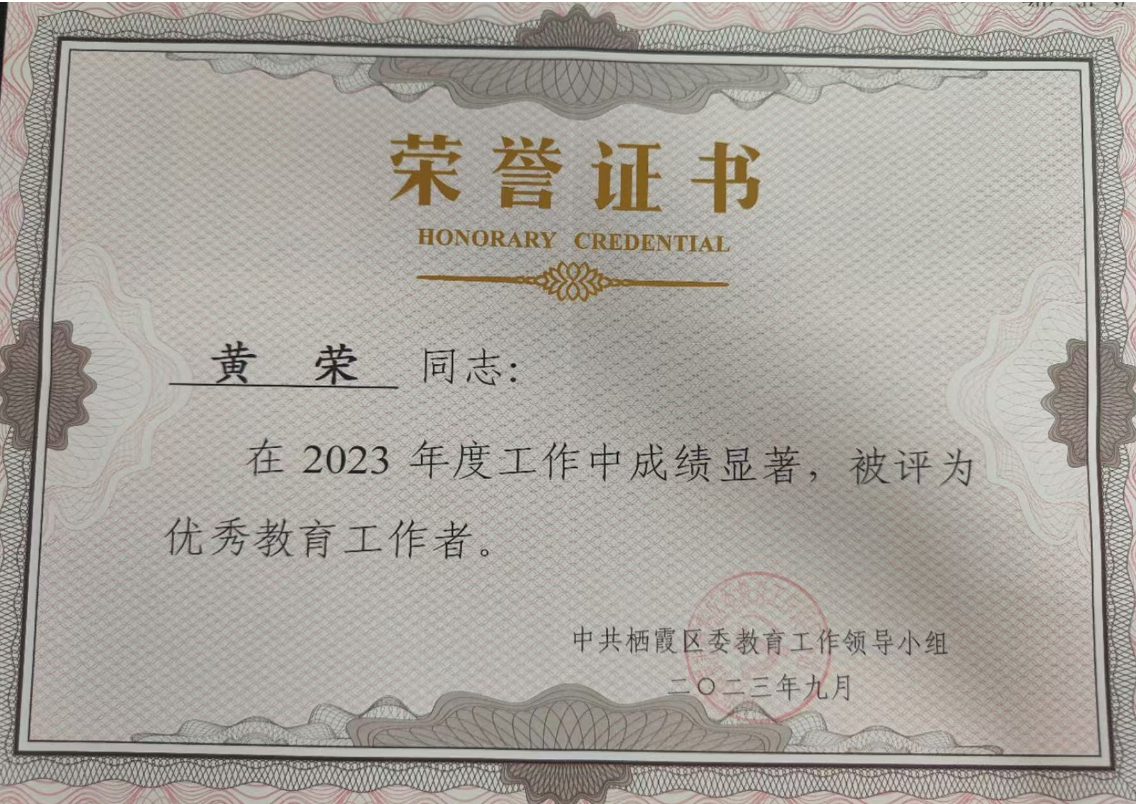 荣誉证书
HONORARY CREDENTIAL
黄 荣 同志：
在 2023 年度工作中成绩显著，被评为
优秀教育工作者。
中共栖霞区委教育工作领导小组
二〇二三年九月